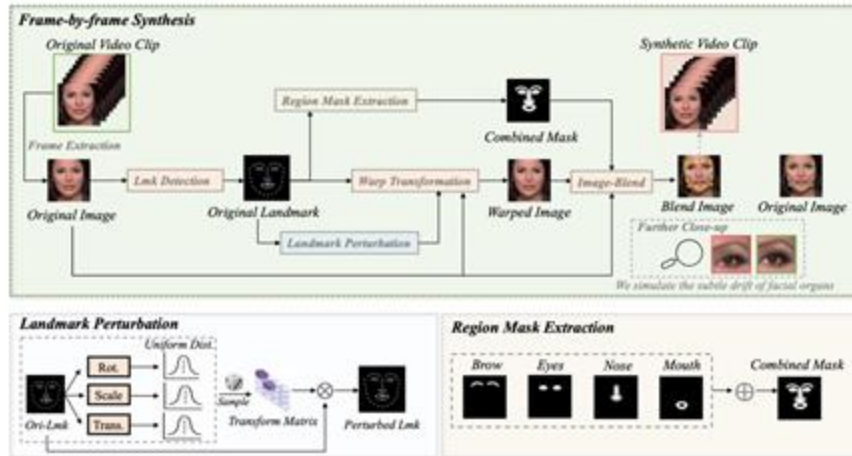 Frame-by-frame Synthesis
Original Video Clip
Synthetic Video Clip
Region Mask Extraction
Combined Mask
Frame Extraction
Lmk Detection
Warp Transformation
Image-Blend
Original Image
Original Landmark
Warped Image
Blend Image
Original Image
Landmark Perturbation
Further Close-up
We simulate the subtle drift of facial organs
Landmark Perturbation
Uniform Dist.
Rot.
Scale
Trans.
Ori-Lmk
Sample
Transform Matrix
Perturbed Lmk
Region Mask Extraction
Brow
Eyes
Nose
Mouth
Combined Mask